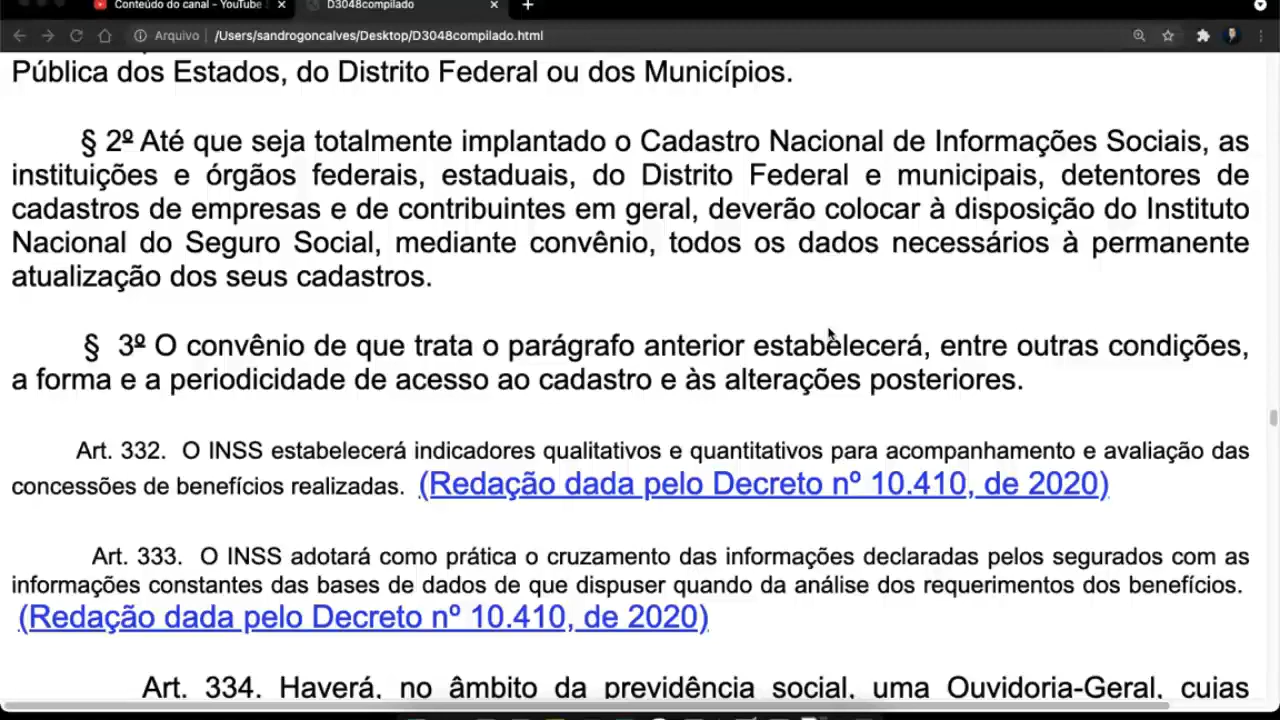 Conteúdo do canal - YouTube
D3048compilado
Arquivo | /Users/sandrogoncalves/Desktop/D3048compilado.html
Pública dos Estados, do Distrito Federal ou dos Municípios.
§ 2º Até que seja totalmente implantado o Cadastro Nacional de Informações Sociais, as
instituições e órgãos federais, estaduais, do Distrito Federal e municipais, detentores de
cadastros de empresas e de contribuintes em geral, deverão colocar à disposição do Instituto
Nacional do Seguro Social, mediante convênio, todos os dados necessários à permanente
atualização dos seus cadastros.
§ 3º O convênio de que trata o parágrafo anterior estabelecerá, entre outras condições,
a forma e a periodicidade de acesso ao cadastro e às alterações posteriores.
Art. 332. O INSS estabelecerá indicadores qualitativos e quantitativos para acompanhamento e avaliação das
concessões de benefícios realizadas. (Redação dada pelo Decreto nº 10.410, de 2020)
Art. 333. O INSS adotará como prática o cruzamento das informações declaradas pelos segurados com as
informações constantes das bases de dados de que dispuser quando da análise dos requerimentos dos benefícios.
(Redação dada pelo Decreto nº 10.410, de 2020)
Art. 334. Haverá, no âmbito da previdência social, uma Ouvidoria-Geral, cujas